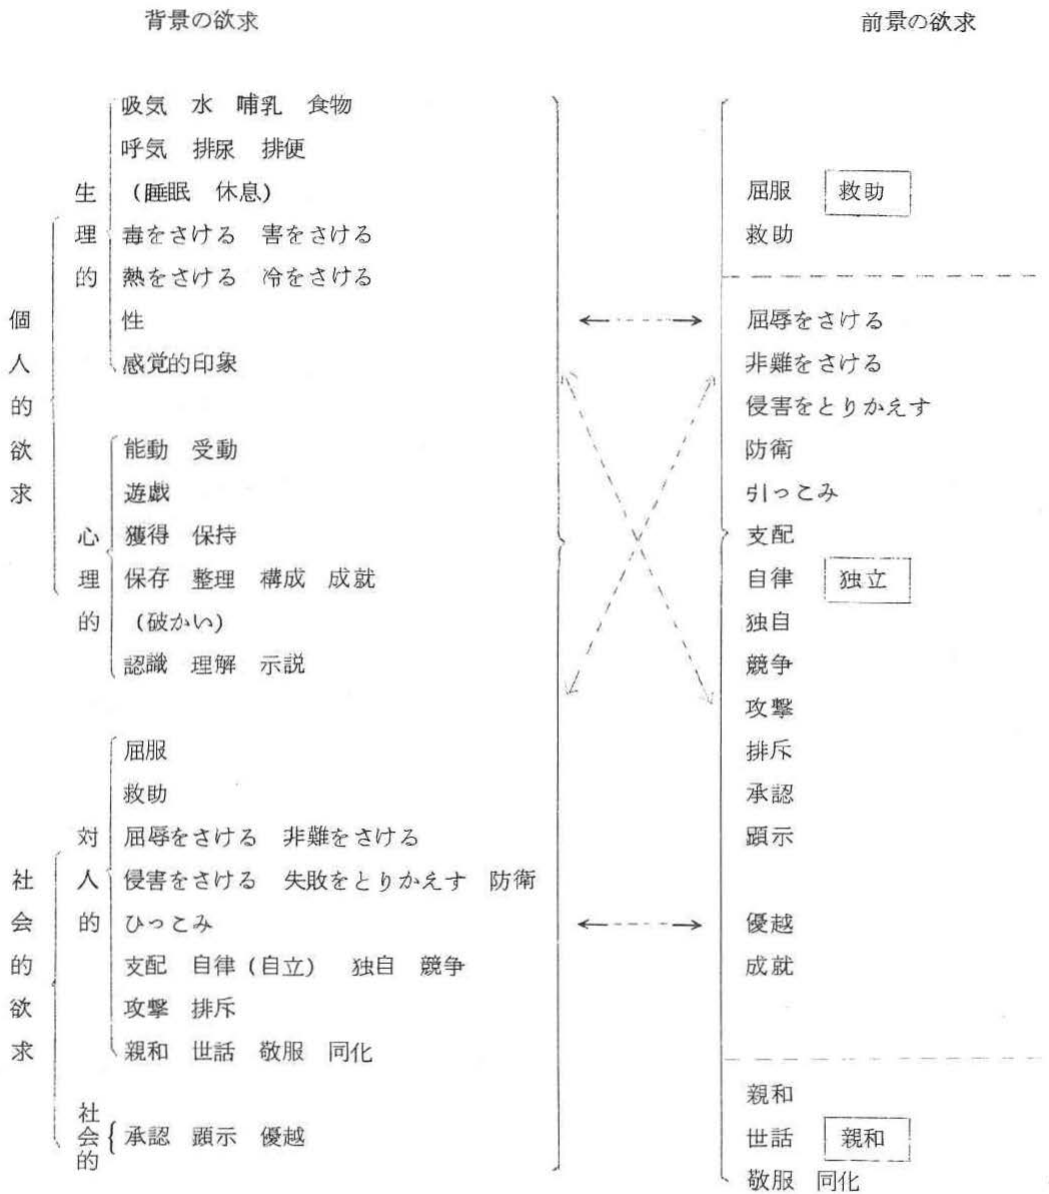 背景の欲求
前景の欲求
個人的欲求
生理的
吸気 水 哺乳 食物
呼気 排尿 排便
(睡眠 休息)
毒をさける 害をさける
熱をさける 冷をさける
性
感覚的印象
心理的
能動 受動
遊戯
獲得 保持
保存 整理 構成 成就
(破かい)
認識 理解 示説
社会的欲求
対人的
屈服
救助
屈辱をさける 非難をさける
侵害をさける 失敗をとりかえす 防衛
ひっこみ
支配 自律(自立) 独自 競争
攻撃 排斥
親和 世話 敬服 同化
社会的
承認 顕示 優越
屈服 救助
救助
屈辱をさける
非難をさける
侵害をとりかえす
防衛
引っこみ
支配
自律 独立
独自
競争
攻撃
排斥
承認
顕示
優越
成就
親和
世話 親和
敬服 同化